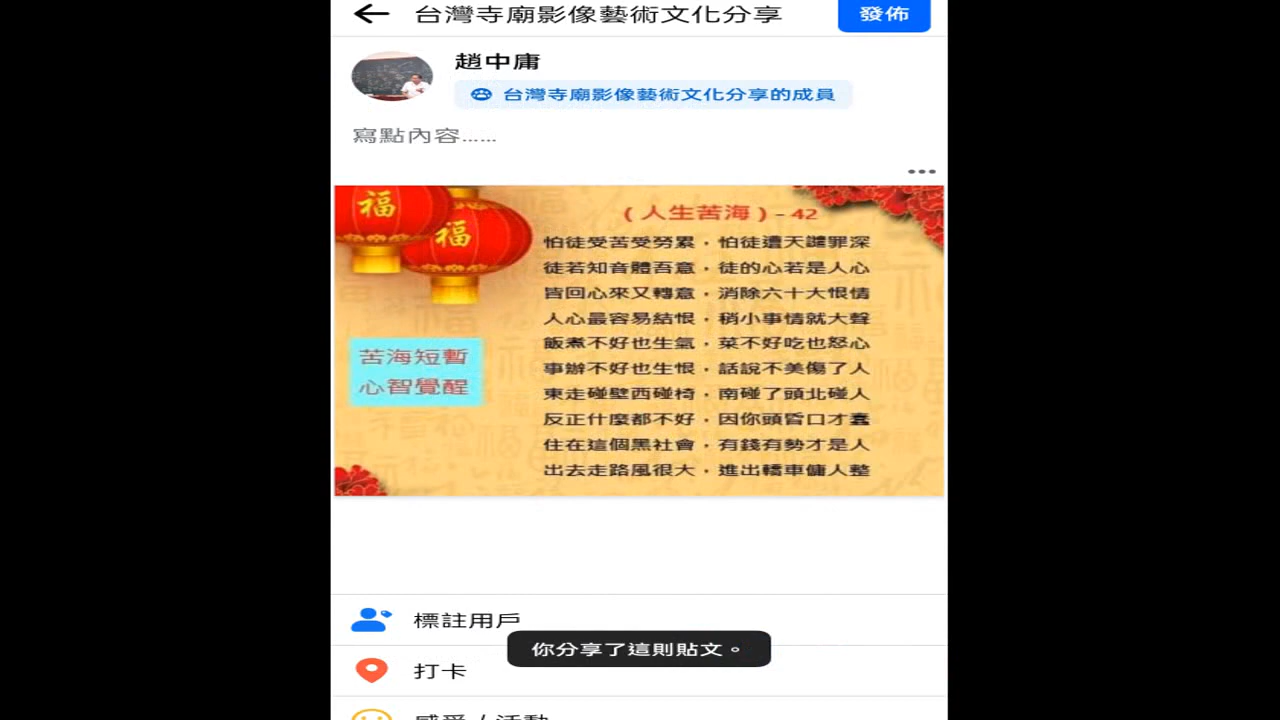 台灣寺廟影像藝術文化分享
發佈
趙中庸
台灣寺廟影像藝術文化分享的成員
寫點內容......
福
福
(人生苦海)-42
怕徒受苦受勞累，怕徒遭天譴罪深
徒若知音體吾意，徒的心若是人心
皆回心來又轉意，消除六十大恨情
人心最容易結恨，稍小事情就大聲
飯煮不好也生氣，菜不好吃也怒心
事辦不好也生恨，話說不美傷了人
東走碰壁西碰椅，南碰了頭北碰人
反正什麼都不好，因你頭昏口才蠢
住在這個黑社會，有錢有勢才是人
出去走路風很大，進出轎車傭人整
苦海短暫
心智覺醒
標註用戶
你分享了這則貼文。
打卡
感受/活動